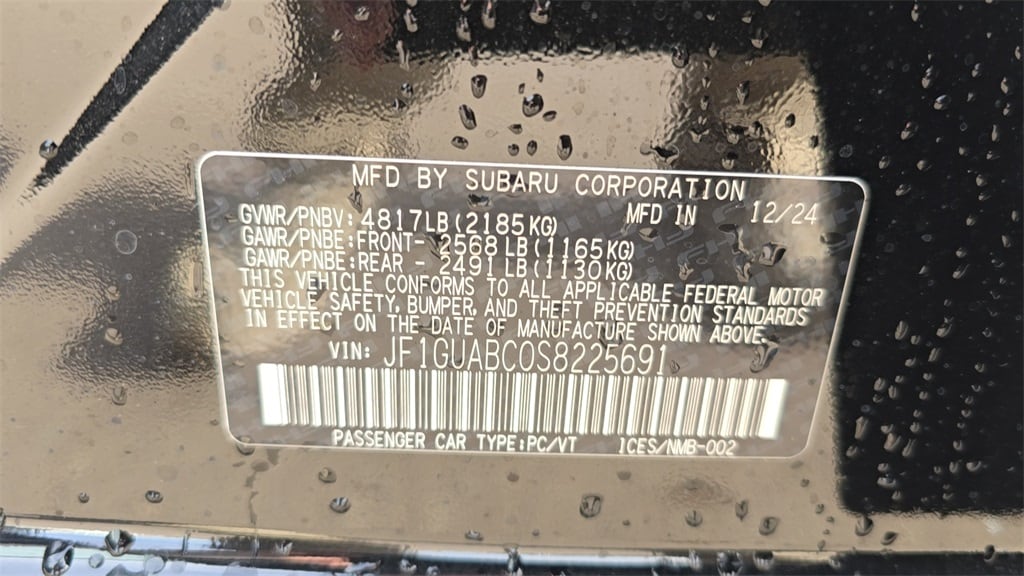 MFD BY SUBARU CORPORATION
GVWR/PNBV: 4817LB (2185KG) MFD IN 12/24
GAWR/PNBE: FRONT- 2568 LB (1165KG)
GAWR/PNBE: REAR - 2491 LB (1130KG)
THIS VEHICLE CONFORMS TO ALL APPLICABLE FEDERAL MOTOR
VEHICLE SAFETY, BUMPER, AND THEFT PREVENTION STANDARDS
IN EFFECT ON THE DATE OF MANUFACTURE SHOWN ABOVE.
VIN: JF1GUABC0S8225691
PASSENGER CAR TYPE:PC/VT ICES/NMB-002